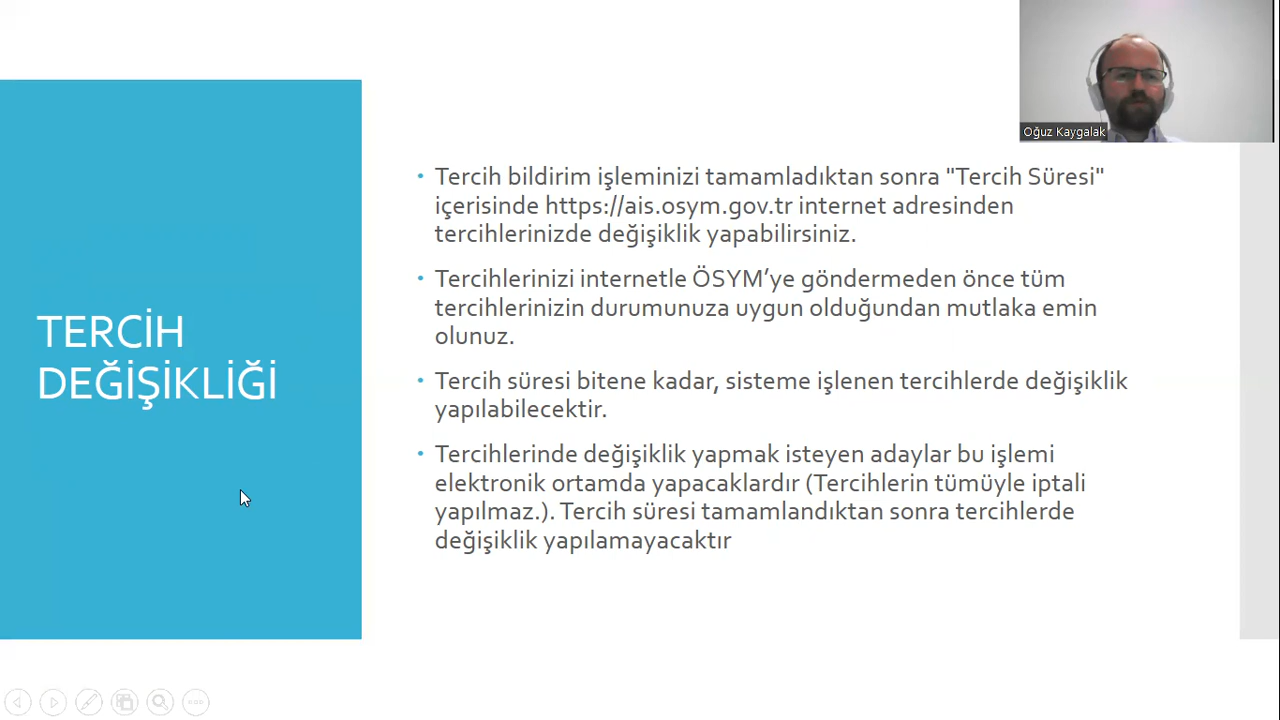 Oğuz Kaygalak
TERCİH
DEĞİŞİKLİĞİ
• Tercih bildirim işleminizi tamamladıktan sonra "Tercih Süresi"
içerisinde https://ais.osym.gov.tr internet adresinden
tercihlerinizde değişiklik yapabilirsiniz.
• Tercihlerinizi internetle ÖSYM’ye göndermeden önce tüm
tercihlerinizin durumunuza uygun olduğundan mutlaka emin
olunuz.
• Tercih süresi bitene kadar, sisteme işlenen tercihlerde değişiklik
yapılabilecektir.
• Tercihlerinde değişiklik yapmak isteyen adaylar bu işlemi
elektronik ortamda yapacaklardır (Tercihlerin tümüyle iptali
yapılmaz.). Tercih süresi tamamlandıktan sonra tercihlerde
değişiklik yapılamayacaktır